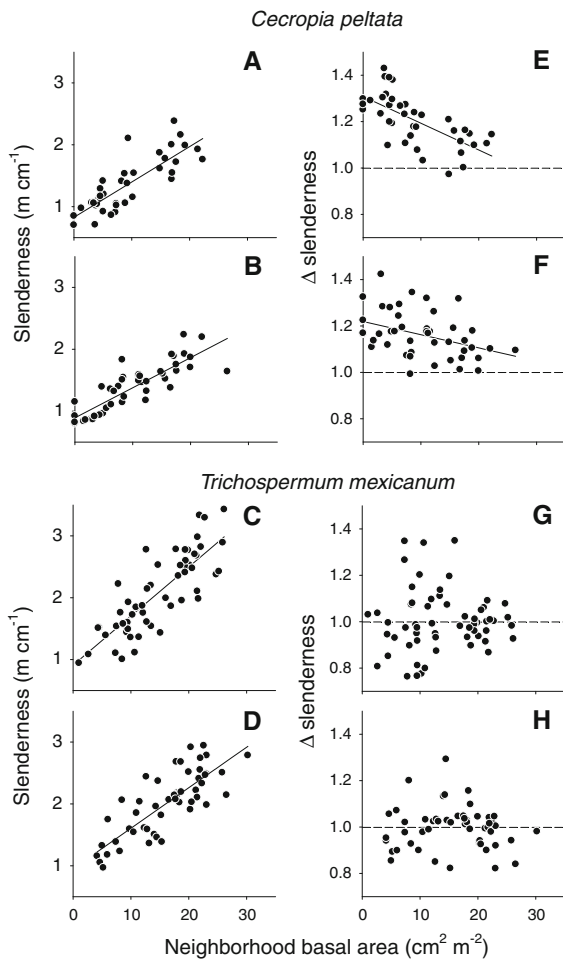 Cecropia peltata
A
3
2
1
Slenderness (m cm⁻¹)
B
3
2
1
E
1.4
1.2
1.0
0.8
Δ slenderness
F
1.4
1.2
1.0
0.8
Trichospermum mexicanum
C
3
2
1
Slenderness (m cm⁻¹)
D
3
2
1
0 10 20 30
G
1.4
1.2
1.0
0.8
Δ slenderness
H
1.4
1.2
1.0
0.8
0 10 20 30
Neighborhood basal area (cm² m⁻²)